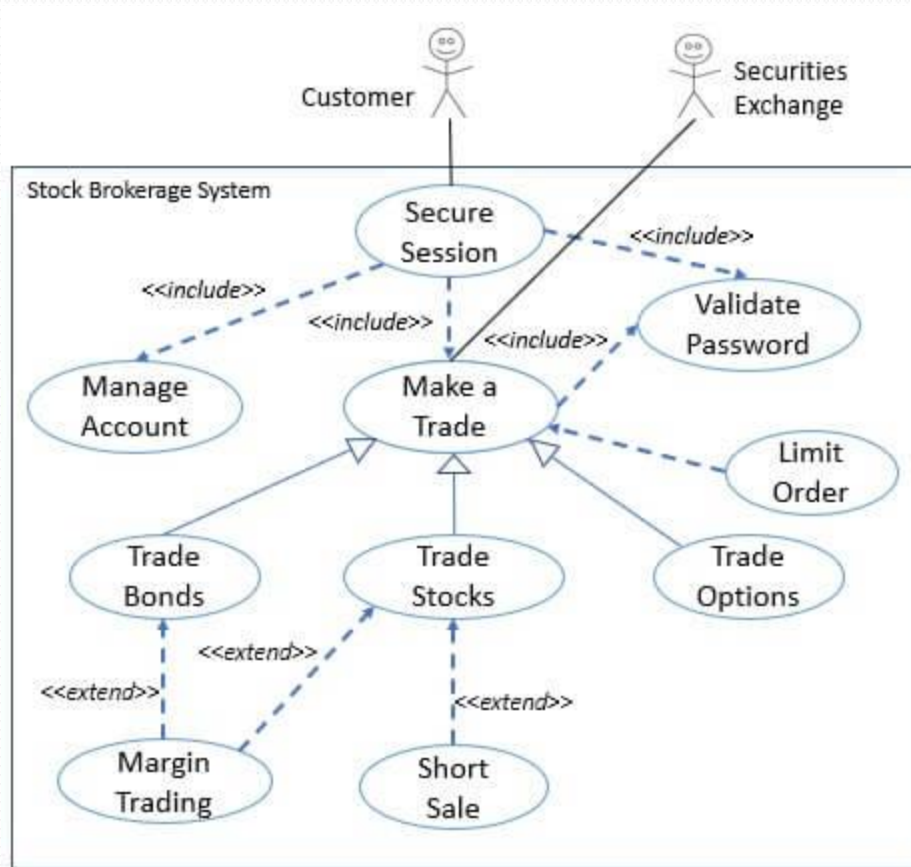 Customer
Securities
Exchange
Stock Brokerage System
Secure
Session
<<include>>
<<include>>
<<include>>
<<include>>
Validate
Password
Manage
Account
Make a
Trade
Limit
Order
Trade
Bonds
Trade
Stocks
Trade
Options
<<extend>>
<<extend>>
<<extend>>
Margin
Trading
Short
Sale